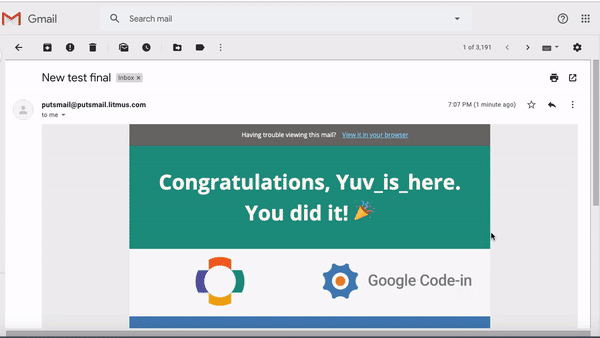 Gmail
Search mail
1 of 3,191
New test final
Inbox ×
putsmail@putsmail.litmus.com
7:07 PM (1 minute ago)
to me
Having trouble viewing this mail? View it in your browser
Congratulations, Yuv_is_here.
You did it! 🎉
Google Code-in